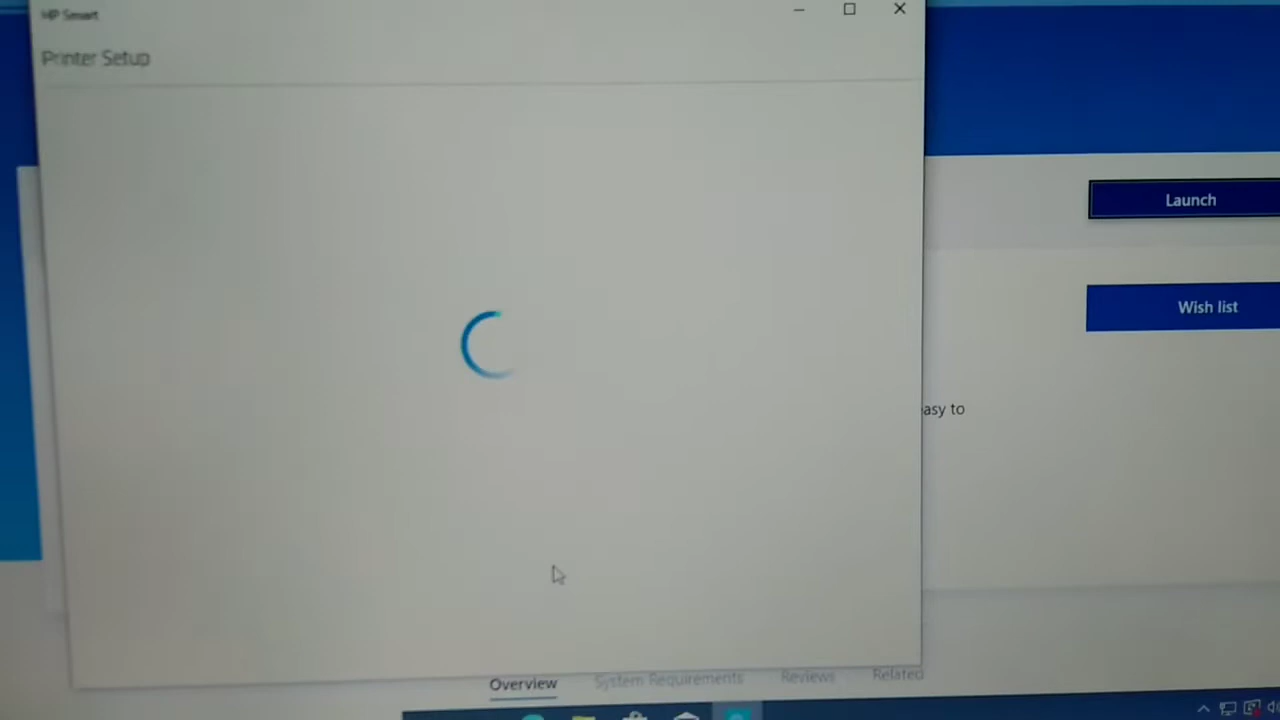 HP Smart
Printer Setup
Launch
Wish list
asy to
Overview
System Requirements
Reviews
Related